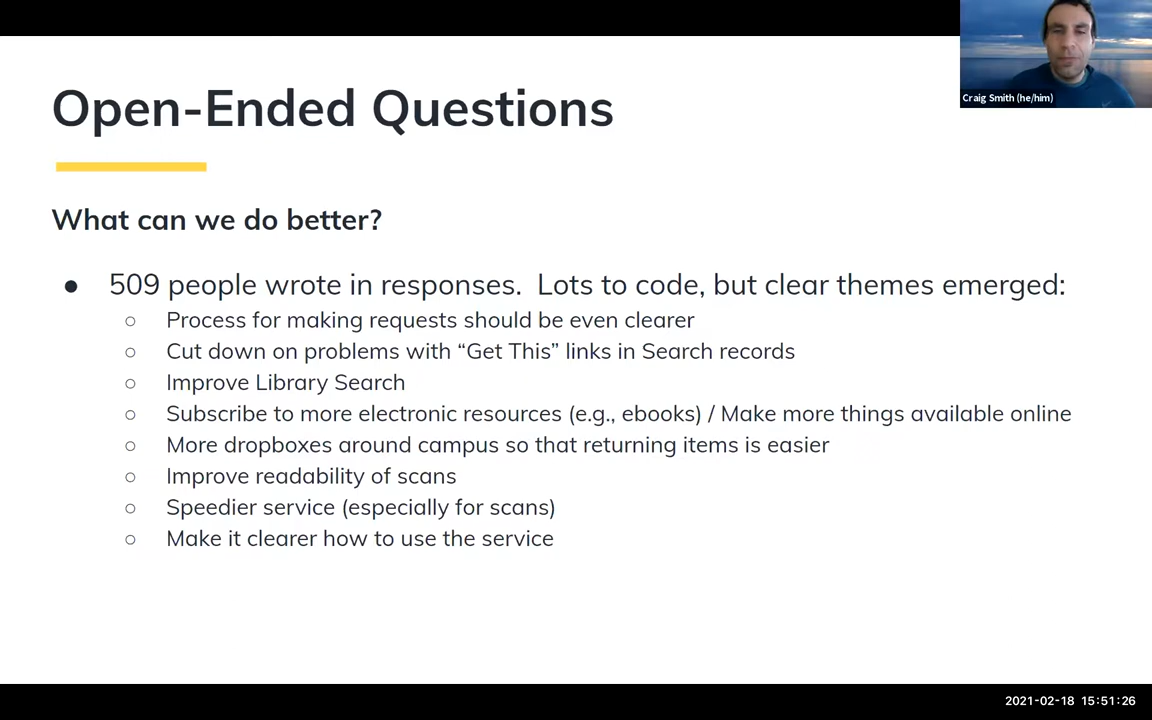 Craig Smith (he/him)
Open-Ended Questions
What can we do better?
● 509 people wrote in responses.  Lots to code, but clear themes emerged:
○ Process for making requests should be even clearer
○ Cut down on problems with “Get This” links in Search records
○ Improve Library Search
○ Subscribe to more electronic resources (e.g., ebooks) / Make more things available online
○ More dropboxes around campus so that returning items is easier
○ Improve readability of scans
○ Speedier service (especially for scans)
○ Make it clearer how to use the service
2021-02-18 15:51:26